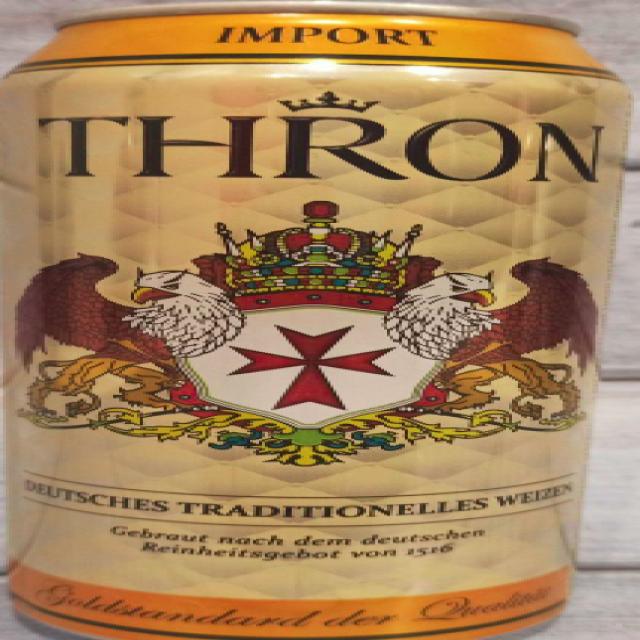 IMPORT
THRON
DEUTSCHES TRADITIONELLES WEIZEN
Gebraut nach dem deutschen
Reinheitsgebot von 1516
Goldstandard der Qualität